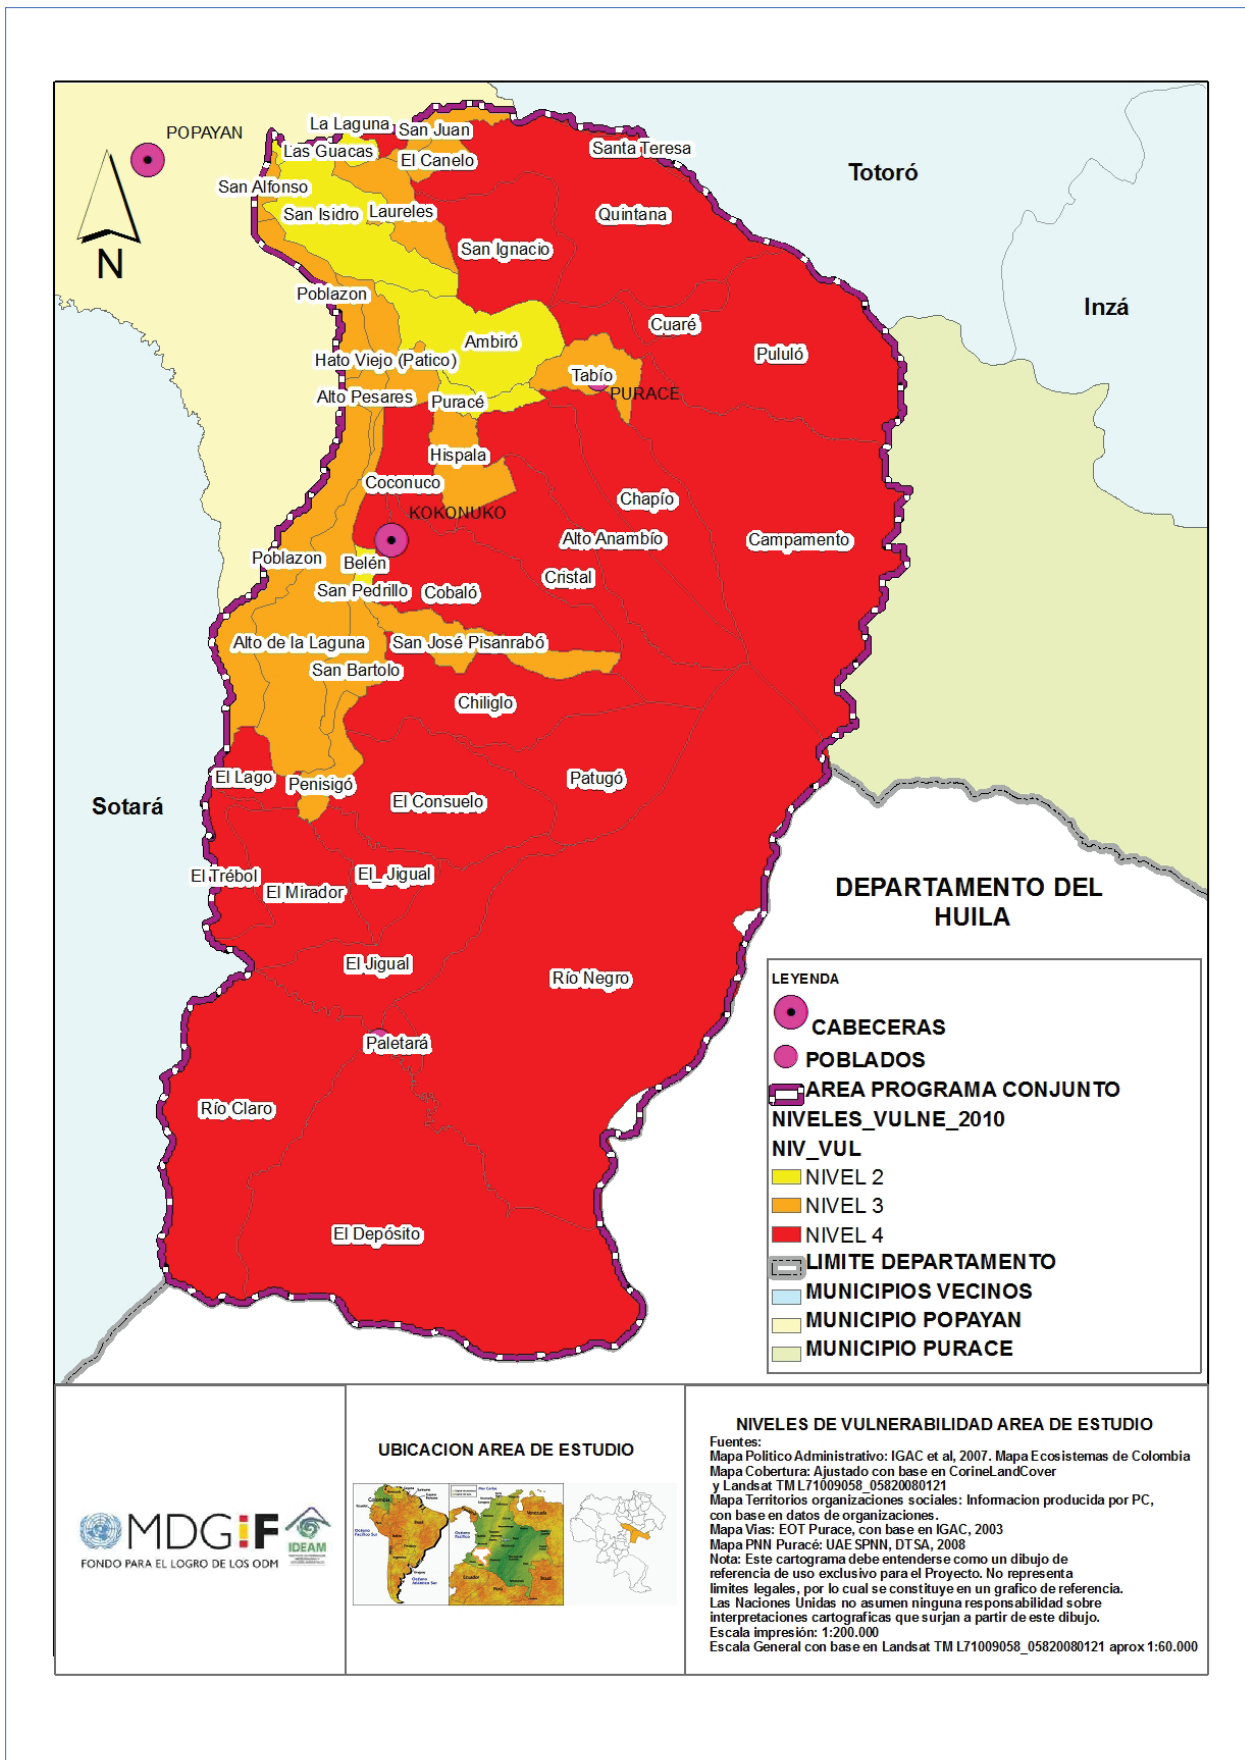 POPAYAN
La Laguna
San Juan
Las Guacas
El Canelo
Santa Teresa
Totoró
San Alfonso
San Isidro
Laureles
Quintana
N
San Ignacio
Poblazon
Inzá
Cuaré
Ambiró
Pululó
Hato Viejo (Patico)
Tabío
PURACE
Alto Pesares
Puracé
Hispala
Coconuco
Chapío
KOKONUKO
Alto Anambío
Campamento
Poblazon
Belén
Cristal
San Pedrillo
Cobaló
Alto de la Laguna
San José Pisanrabó
San Bartolo
Chiliglo
El Lago
Penisigó
Patugó
Sotará
El Consuelo
El Trébol
El_ Jigual
El Mirador
DEPARTAMENTO DEL
HUILA
El Jigual
Río Negro
Paletará
Río Claro
El Depósito
LEYENDA
CABECERAS
POBLADOS
AREA PROGRAMA CONJUNTO
NIVELES_VULNE_2010
NIV_VUL
NIVEL 2
NIVEL 3
NIVEL 4
LIMITE DEPARTAMENTO
MUNICIPIOS VECINOS
MUNICIPIO POPAYAN
MUNICIPIO PURACE
MDGiF
IDEAM
FONDO PARA EL LOGRO DE LOS ODM
UBICACION AREA DE ESTUDIO
NIVELES DE VULNERABILIDAD AREA DE ESTUDIO
Fuentes:
Mapa Politico Administrativo: IGAC et al, 2007. Mapa Ecosistemas de Colombia
Mapa Cobertura: Ajustado con base en CorineLandCover
y Landsat TM L71009058_05820080121
Mapa Territorios organizaciones sociales: Informacion producida por PC,
con base en datos de organizaciones.
Mapa Vias: EOT Purace, con base en IGAC, 2003
Mapa PNN Puracé: UAESPNN, DTSA, 2008
Nota: Este cartograma debe entenderse como un dibujo de
referencia de uso exclusivo para el Proyecto. No representa
limites legales, por lo cual se constituye en un grafico de referencia.
Las Naciones Unidas no asumen ninguna responsabilidad sobre
interpretaciones cartograficas que surjan a partir de este dibujo.
Escala impresión: 1:200.000
Escala General con base en Landsat TM L71009058_05820080121 aprox 1:60.000